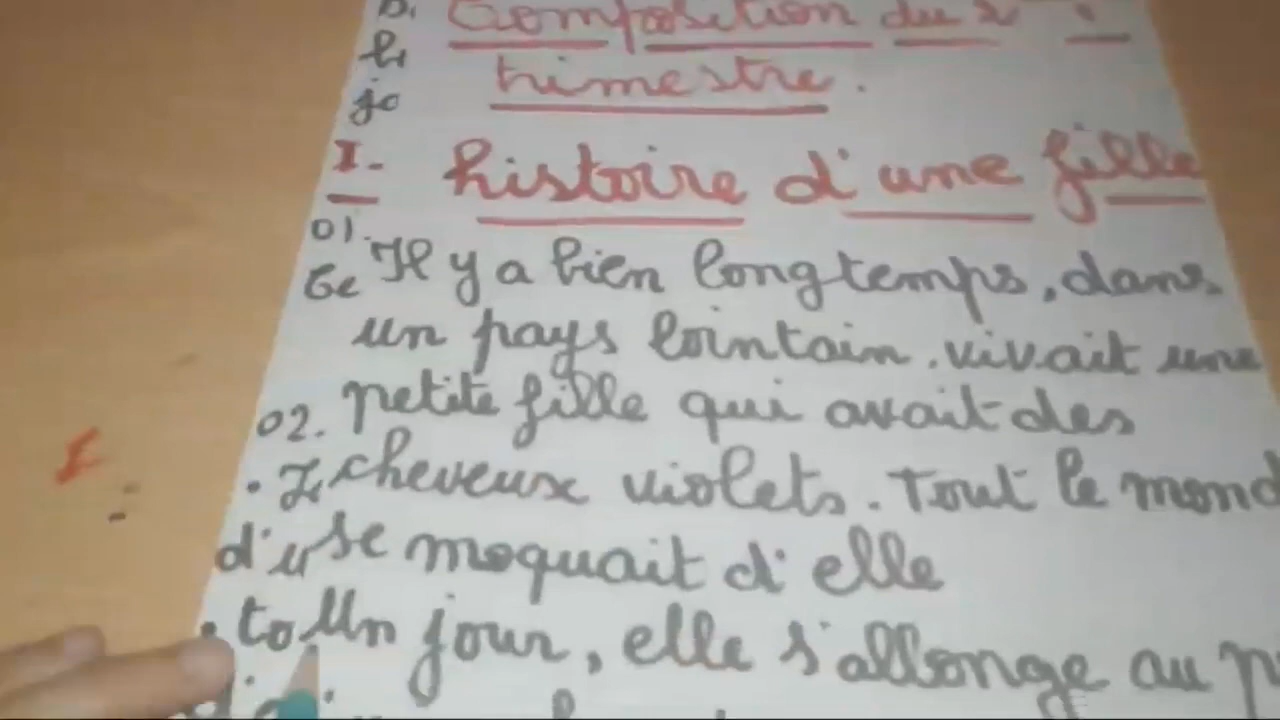 Composition du 2
trimestre.
I. histoire d'une fille
01.
Il y a bien longtemps, dans
un pays lointain. vivait une
02. petite fille qui avait des
cheveux violets. Tout le mond
se moquait d'elle
Un jour, elle s'allonge au